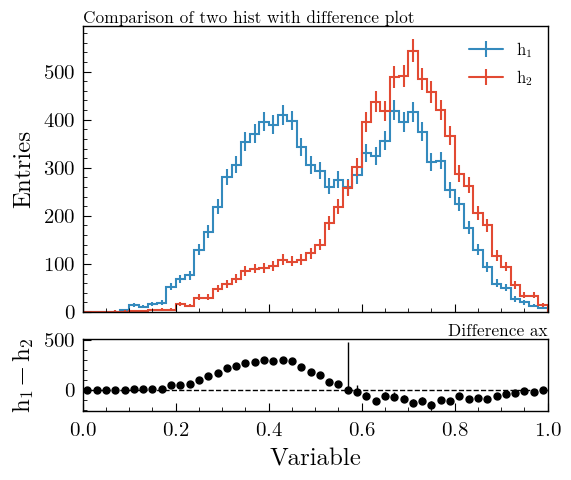 Comparison of two hist with difference plot
h₁
h₂
Entries
500
400
300
200
100
0
Difference ax
h₁ − h₂
500
0
0.0 0.2 0.4 0.6 0.8 1.0
Variable